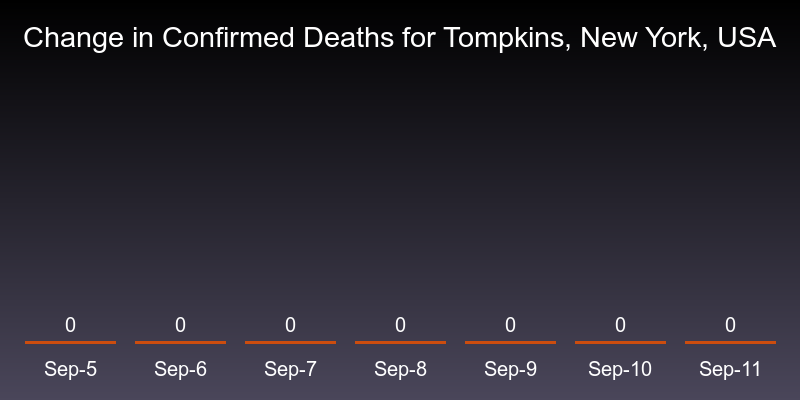 Change in Confirmed Deaths for Tompkins, New York, USA
0 0 0 0 0 0 0
Sep-5 Sep-6 Sep-7 Sep-8 Sep-9 Sep-10 Sep-11